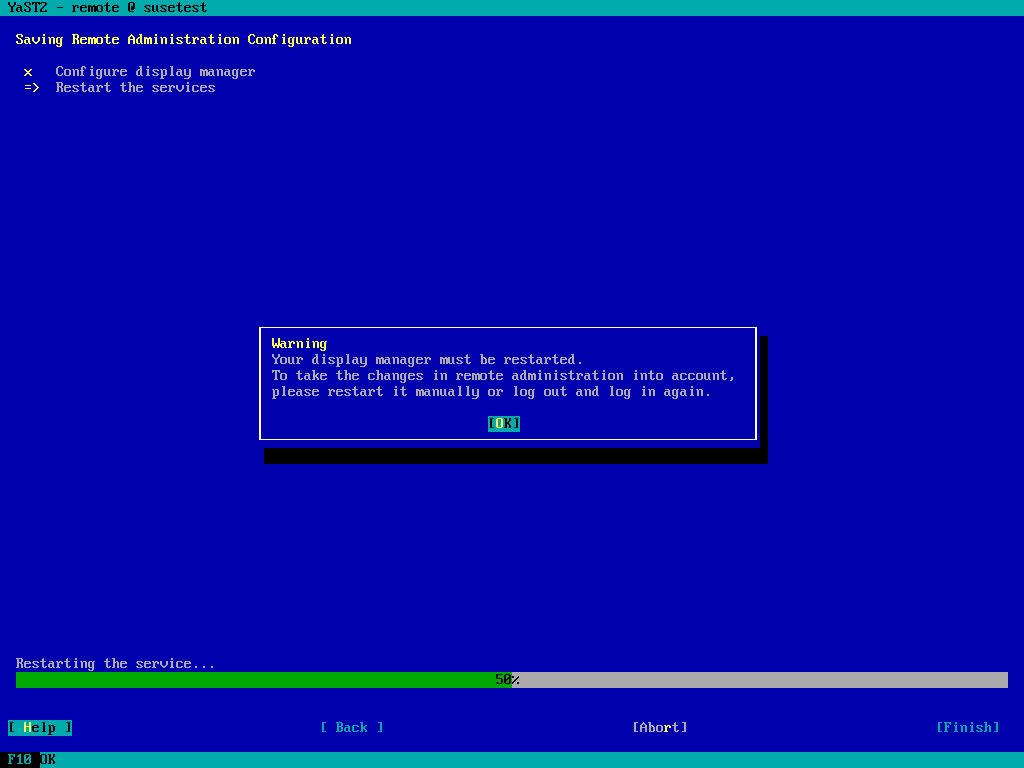 YaST2 - remote @ susetest
Saving Remote Administration Configuration
x Configure display manager
=> Restart the services
Warning
Your display manager must be restarted.
To take the changes in remote administration into account,
please restart it manually or log out and log in again.
[OK]
Restarting the service...
50%
[ Help ] [ Back ] [Abort] [Finish]
F10 OK